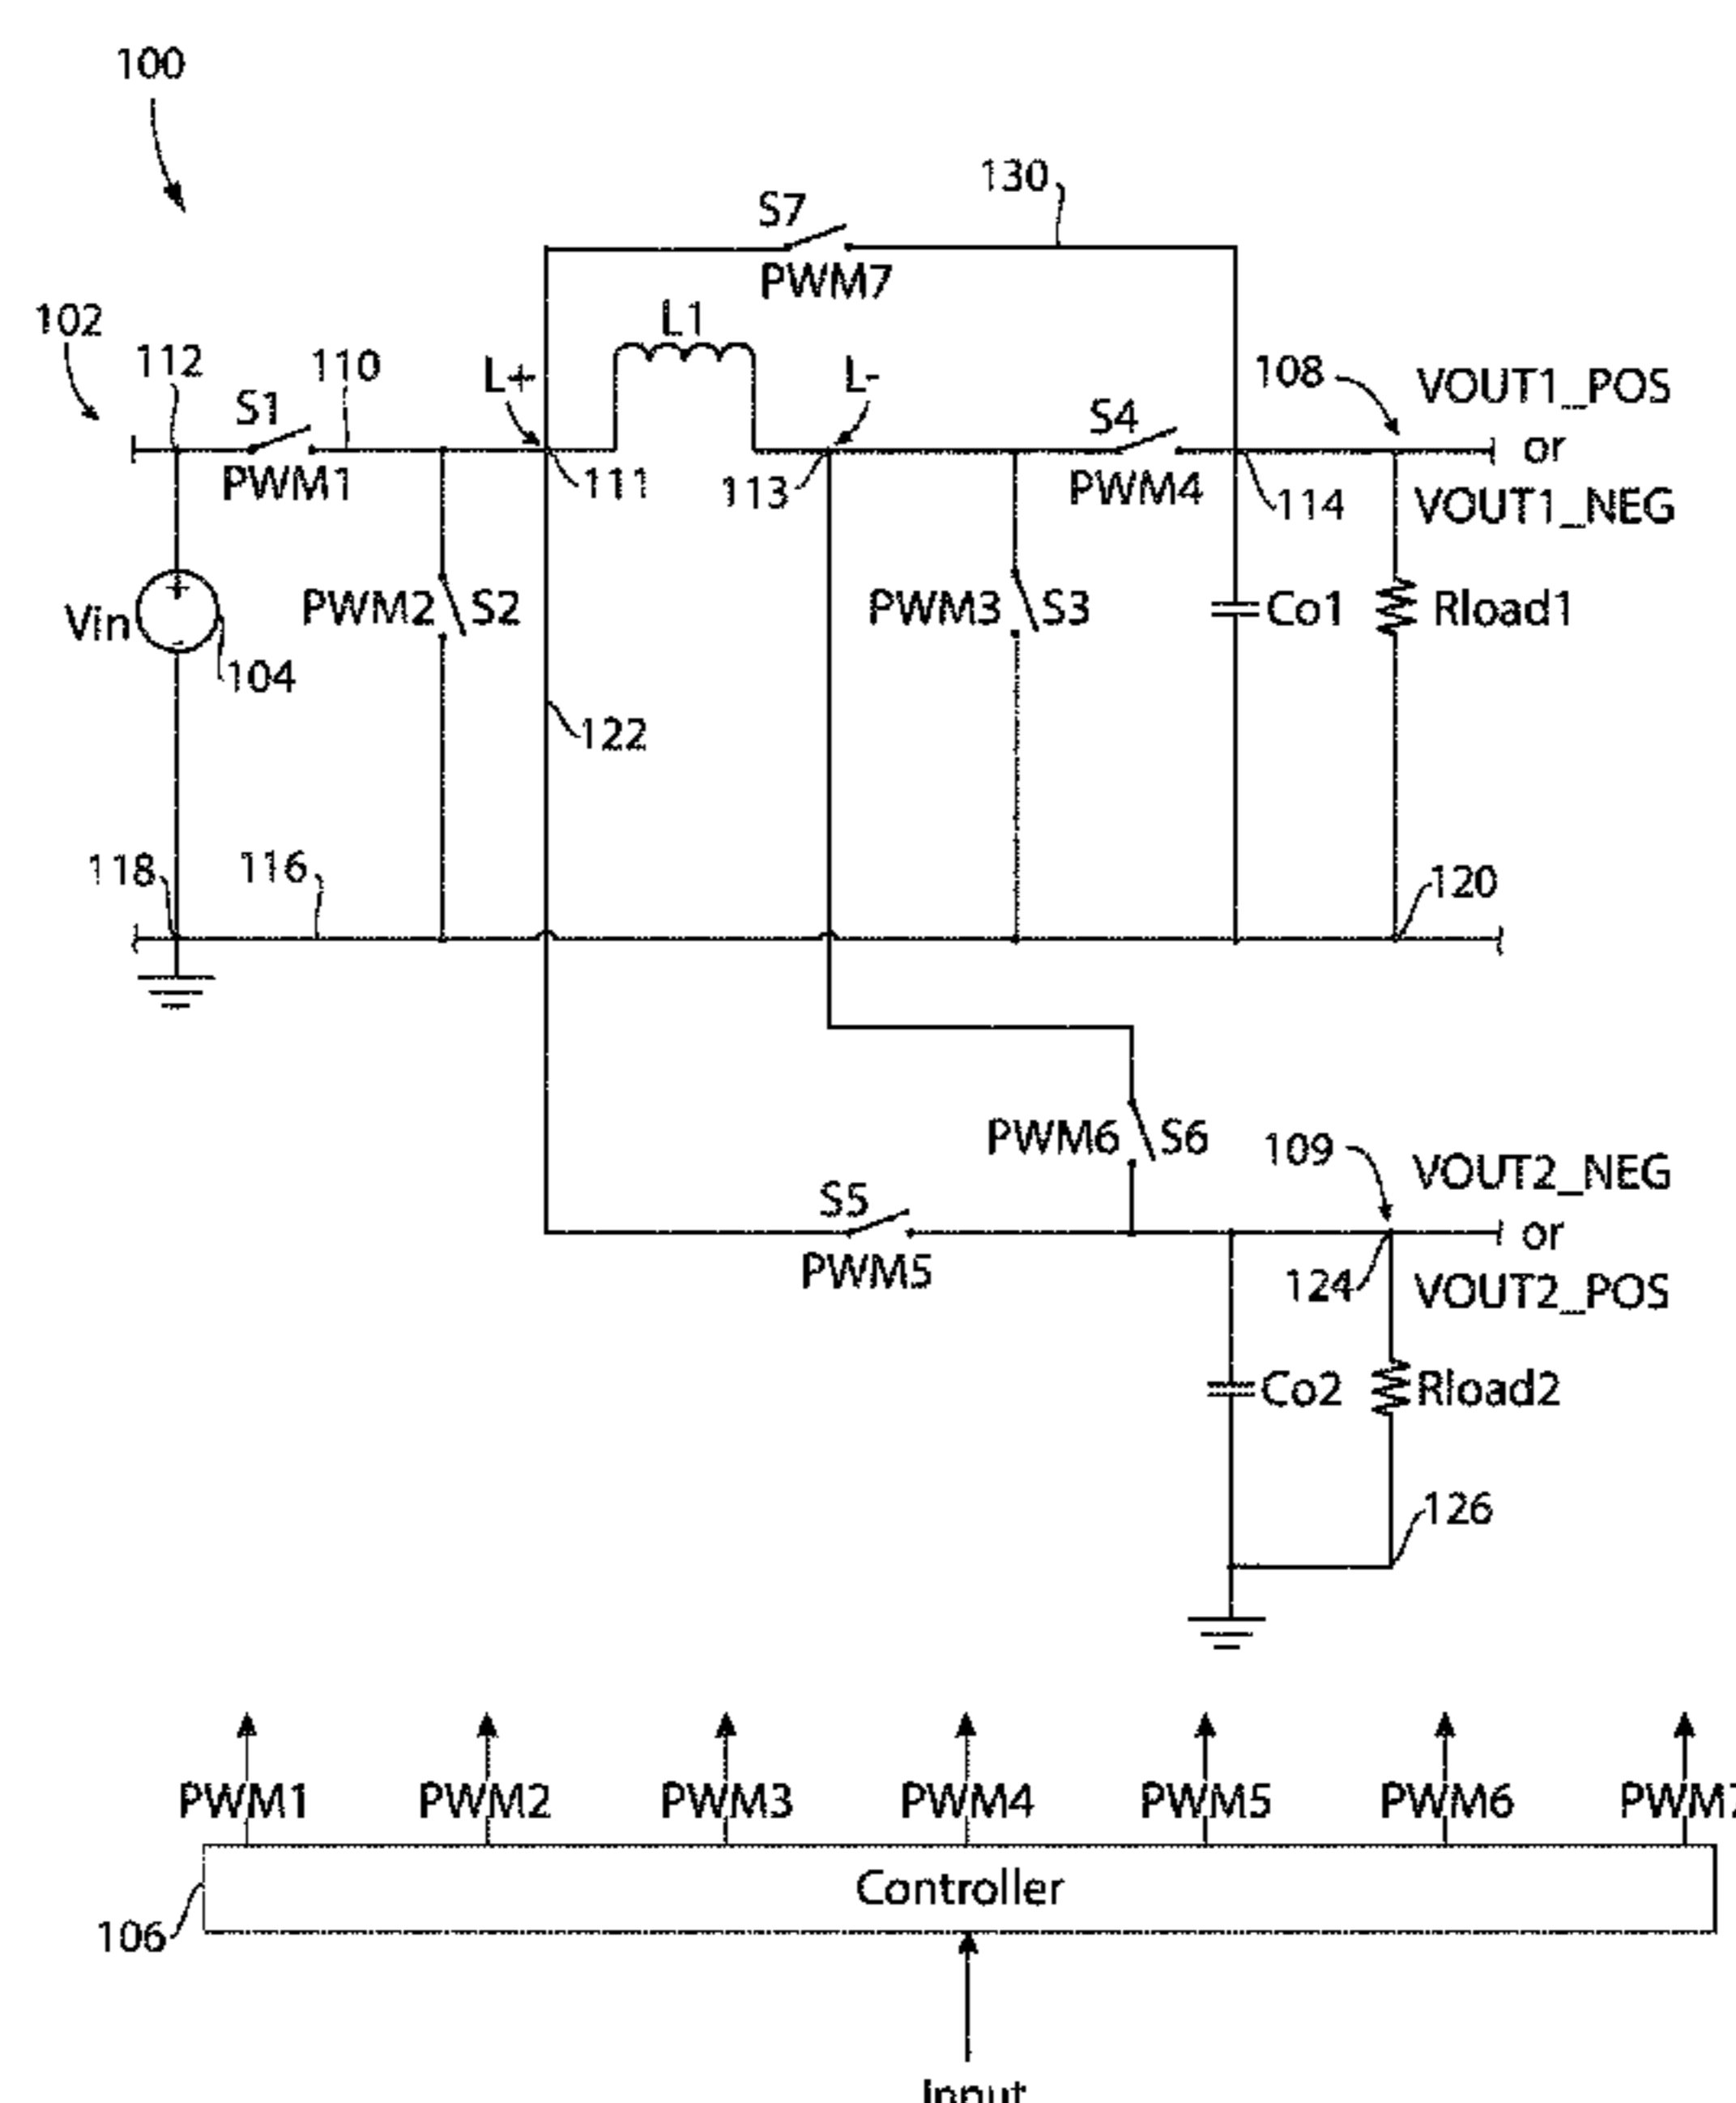 100
130
S7
PWM7
L1
102
112
110
L+
L-
108
VOUT1_POS
or
VOUT1_NEG
S1
PWM1
111
113
S4
PWM4
114
Vin
+
-
104
PWM2
S2
PWM3
S3
Co1
Rload1
122
118
116
120
PWM6
S6
109
VOUT2_NEG
or
VOUT2_POS
S5
PWM5
124
Co2
Rload2
126
PWM1
PWM2
PWM3
PWM4
PWM5
PWM6
PWM7
Controller
106
Input